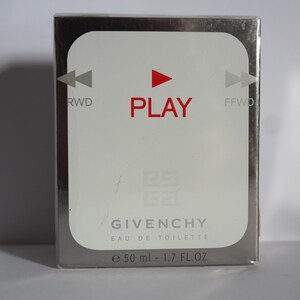 RWD PLAY FFWD
GIVENCHY
EAU DE TOILETTE
e 50 ml - 1.7 FL.OZ